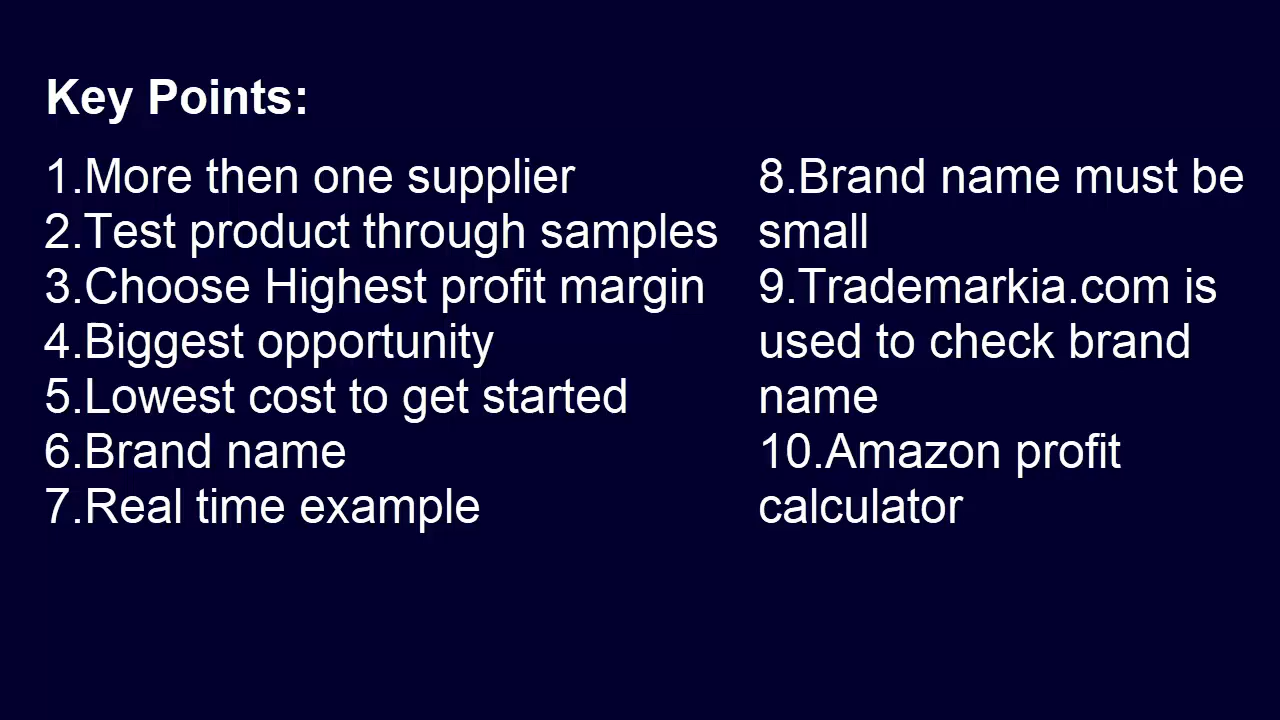 Key Points:
1.More then one supplier
2.Test product through samples
3.Choose Highest profit margin
4.Biggest opportunity
5.Lowest cost to get started
6.Brand name
7.Real time example
8.Brand name must be
small
9.Trademarkia.com is
used to check brand
name
10.Amazon profit
calculator